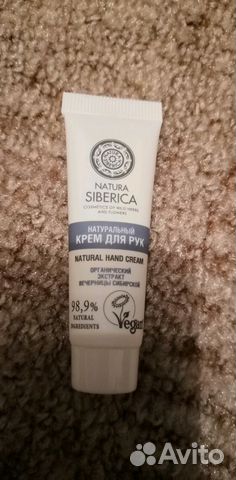 NATURA
SIBERICA
COSMETICS OF WILD HERBS
AND FLOWERS
НАТУРАЛЬНЫЙ
КРЕМ ДЛЯ РУК
NATURAL HAND CREAM
ОРГАНИЧЕСКИЙ
ЭКСТРАКТ
ВЕЧЕРНИЦЫ СИБИРСКОЙ
98,9%
NATURAL
INGREDIENTS
Vegan
Avito